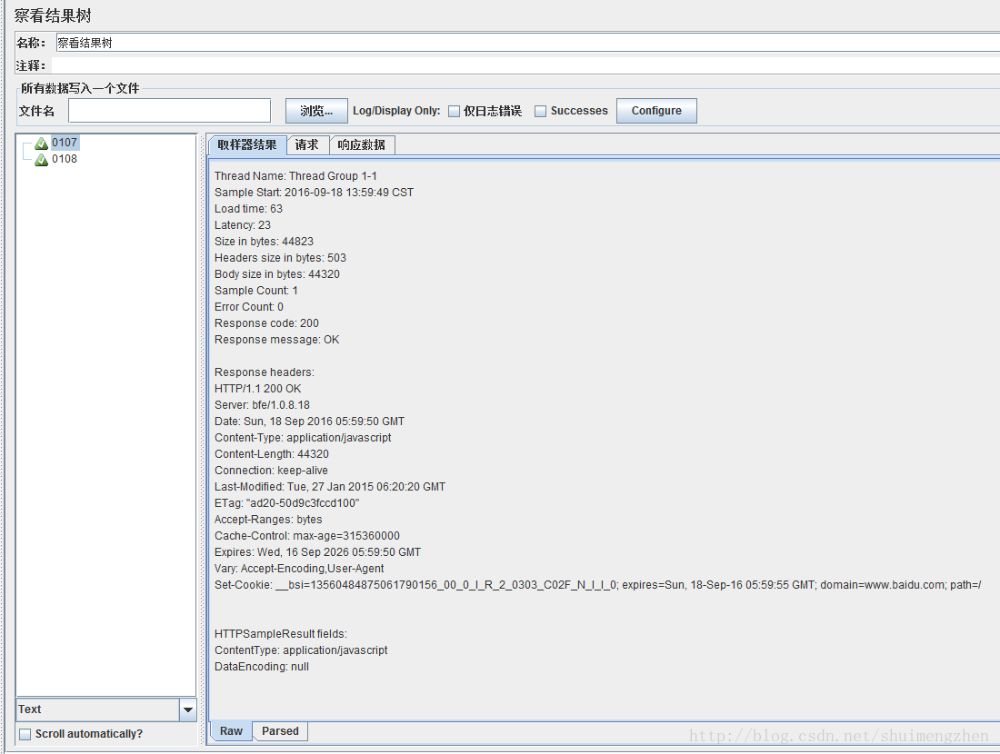 察看结果树
名称： 察看结果树
注释：
所有数据写入一个文件
文件名 浏览... Log/Display Only: 仅日志错误 Successes Configure
0107
0108
取样器结果 请求 响应数据
Thread Name: Thread Group 1-1
Sample Start: 2016-09-18 13:59:49 CST
Load time: 63
Latency: 23
Size in bytes: 44823
Headers size in bytes: 503
Body size in bytes: 44320
Sample Count: 1
Error Count: 0
Response code: 200
Response message: OK
Response headers:
HTTP/1.1 200 OK
Server: bfe/1.0.8.18
Date: Sun, 18 Sep 2016 05:59:50 GMT
Content-Type: application/javascript
Content-Length: 44320
Connection: keep-alive
Last-Modified: Tue, 27 Jan 2015 06:20:20 GMT
ETag: "ad20-50d9c3fccd100"
Accept-Ranges: bytes
Cache-Control: max-age=315360000
Expires: Wed, 16 Sep 2026 05:59:50 GMT
Vary: Accept-Encoding,User-Agent
Set-Cookie: __bsi=13560484875061790156_00_0_I_R_2_0303_C02F_N_I_I_0; expires=Sun, 18-Sep-16 05:59:55 GMT; domain=www.baidu.com; path=/
HTTPSampleResult fields:
ContentType: application/javascript
DataEncoding: null
Text
Scroll automatically?
Raw Parsed
http://blog.csdn.net/shuimengzhen